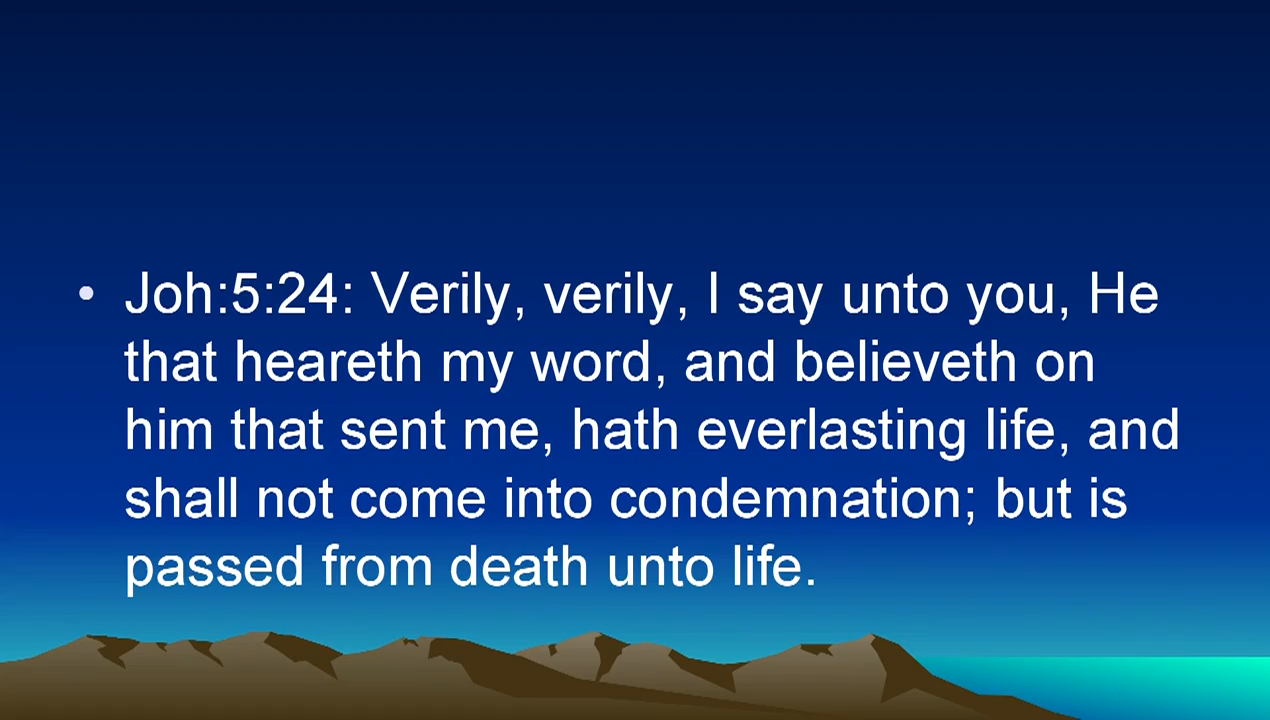 • Joh:5:24: Verily, verily, I say unto you, He
that heareth my word, and believeth on
him that sent me, hath everlasting life, and
shall not come into condemnation; but is
passed from death unto life.